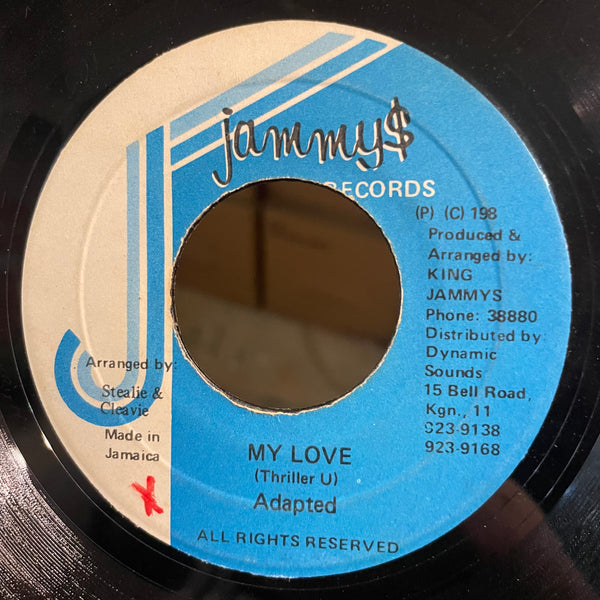 jammy$
RECORDS
(P) (C) 198
Produced &
Arranged by:
KING
JAMMYS
Phone: 38880
Distributed by:
Dynamic
Sounds
15 Bell Road,
Kgn., 11
923-9138
923-9168
Arranged by:
Stealie &
Cleavie
Made in
Jamaica
MY LOVE
(Thriller U)
Adapted
ALL RIGHTS RESERVED